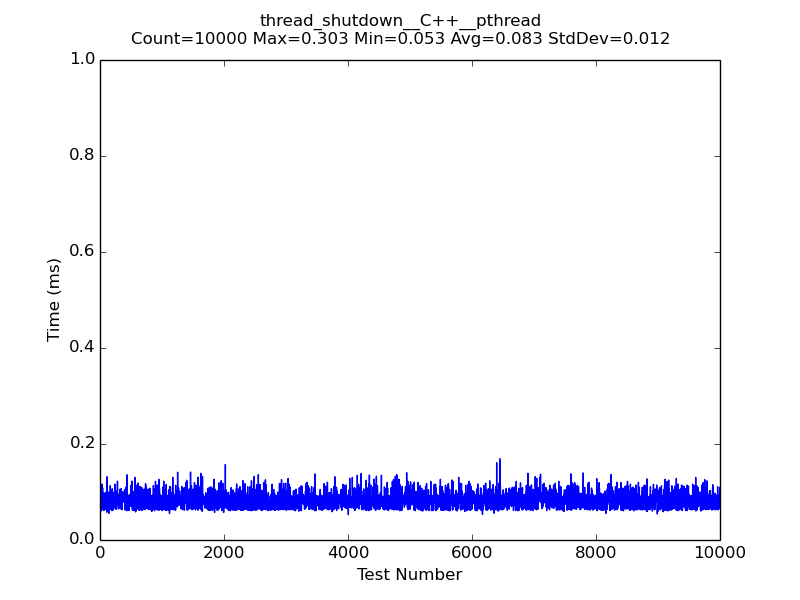 thread_shutdown__C++__pthread
Count=10000 Max=0.303 Min=0.053 Avg=0.083 StdDev=0.012
1.0
0.8
0.6
0.4
0.2
0.0
Time (ms)
0 2000 4000 6000 8000 10000
Test Number